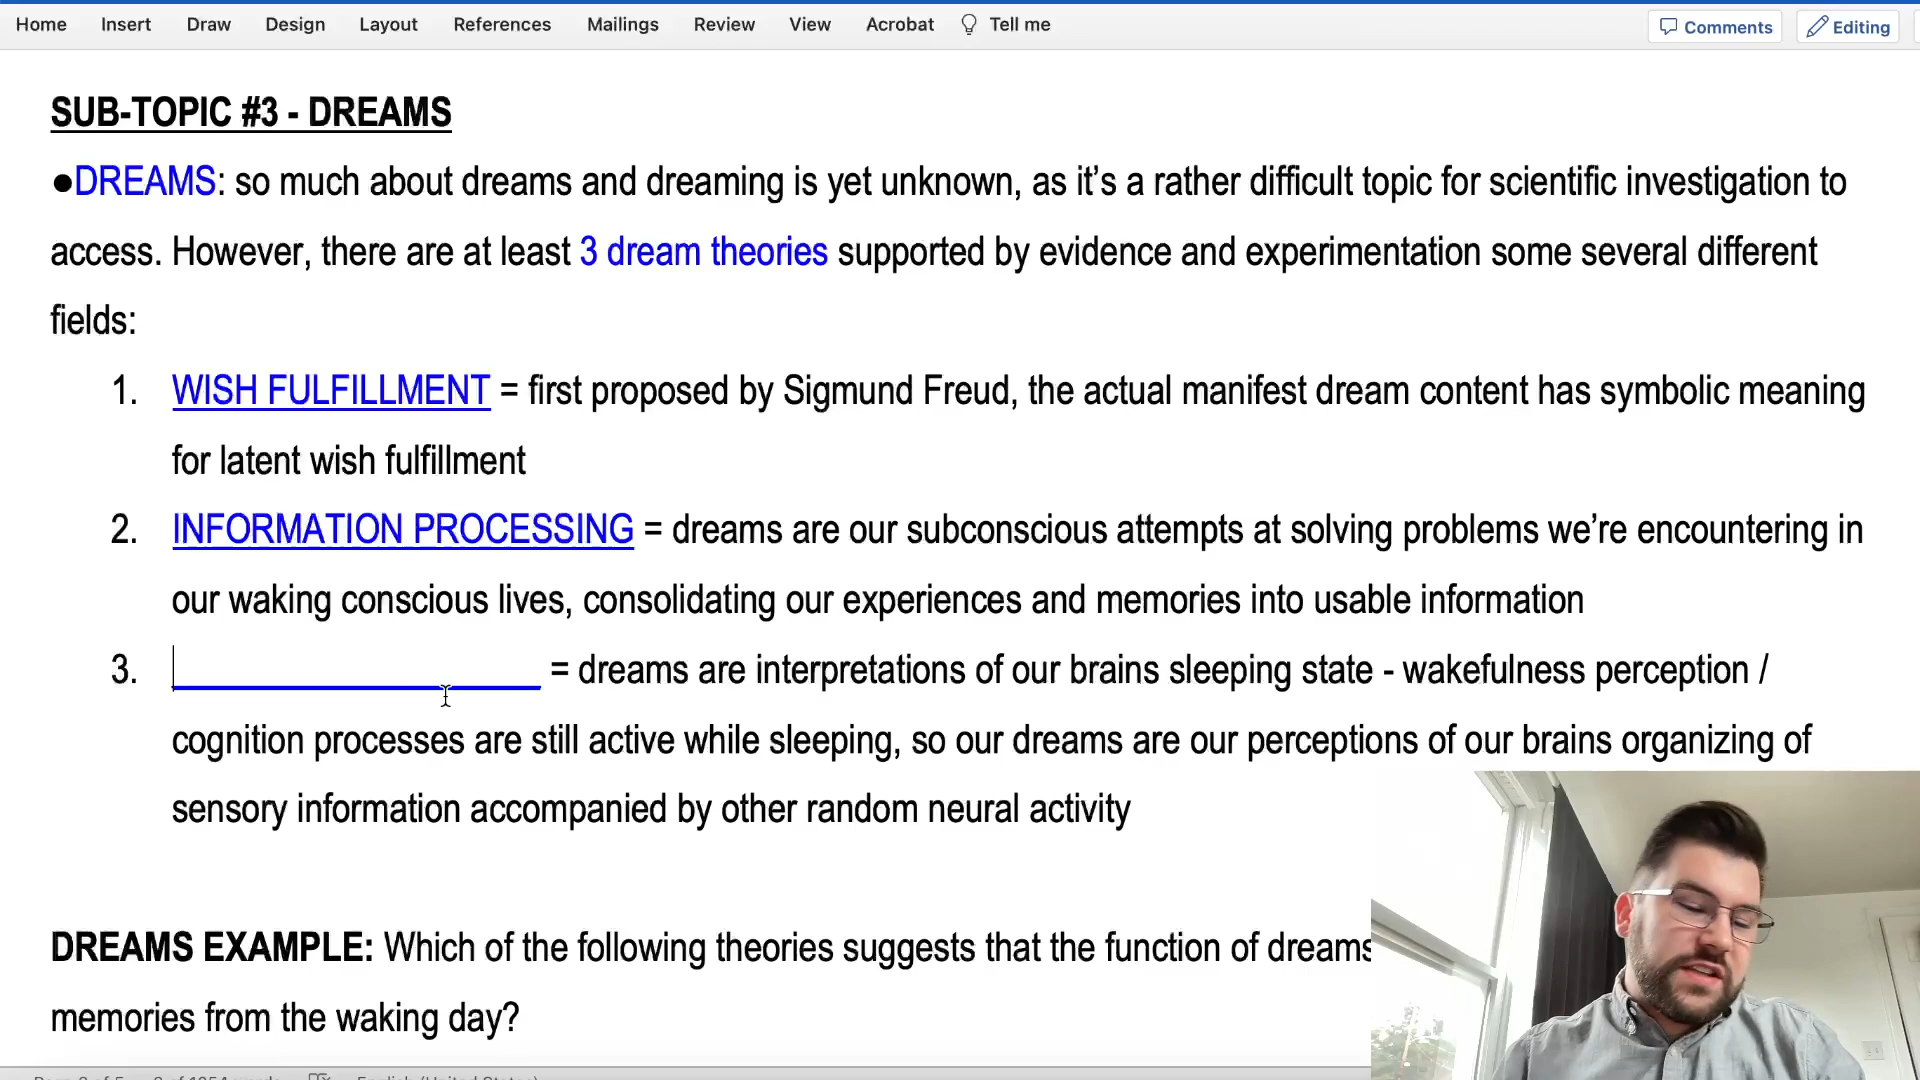 Home Insert Draw Design Layout References Mailings Review View Acrobat Tell me Comments Editing
SUB-TOPIC #3 - DREAMS
●DREAMS: so much about dreams and dreaming is yet unknown, as it’s a rather difficult topic for scientific investigation to
access. However, there are at least 3 dream theories supported by evidence and experimentation some several different
fields:
1. WISH FULFILLMENT = first proposed by Sigmund Freud, the actual manifest dream content has symbolic meaning
for latent wish fulfillment
2. INFORMATION PROCESSING = dreams are our subconscious attempts at solving problems we’re encountering in
our waking conscious lives, consolidating our experiences and memories into usable information
3. = dreams are interpretations of our brains sleeping state - wakefulness perception /
cognition processes are still active while sleeping, so our dreams are our perceptions of our brains organizing of
sensory information accompanied by other random neural activity
DREAMS EXAMPLE: Which of the following theories suggests that the function of dreams
memories from the waking day?